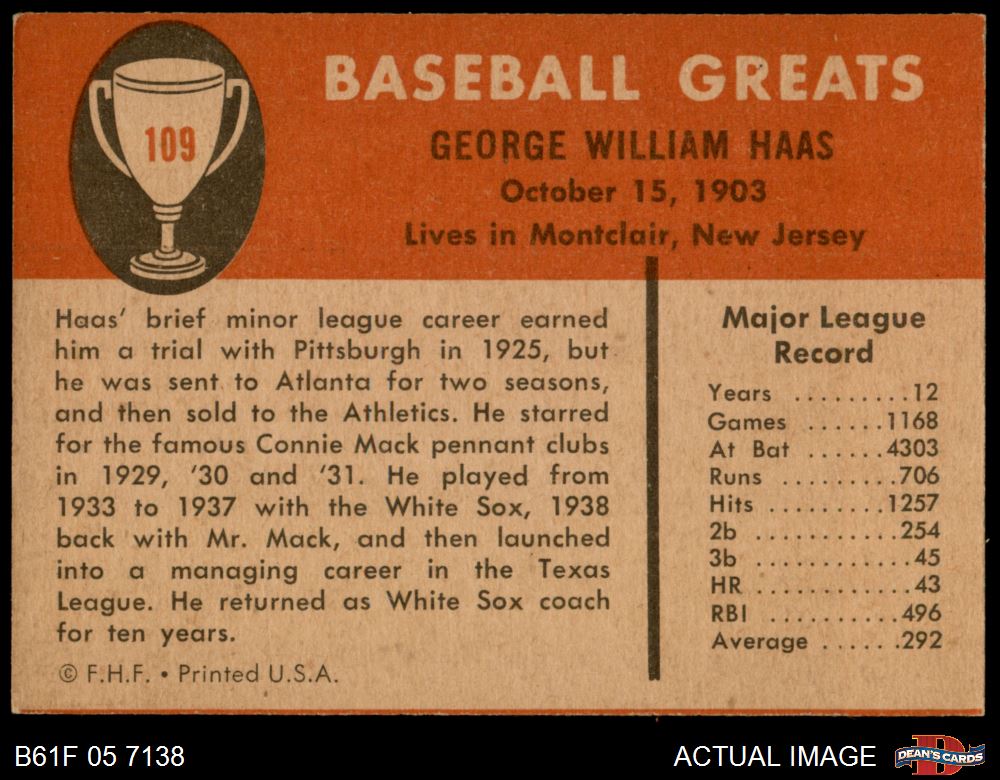 109
BASEBALL GREATS
GEORGE WILLIAM HAAS
October 15, 1903
Lives in Montclair, New Jersey
Haas' brief minor league career earned
him a trial with Pittsburgh in 1925, but
he was sent to Atlanta for two seasons,
and then sold to the Athletics. He starred
for the famous Connie Mack pennant clubs
in 1929, '30 and '31. He played from
1933 to 1937 with the White Sox, 1938
back with Mr. Mack, and then launched
into a managing career in the Texas
League. He returned as White Sox coach
for ten years.
© F.H.F. • Printed U.S.A.
Major League
Record
Years .........12
Games ......1168
At Bat ......4303
Runs .........706
Hits .........1257
2b ...........254
3b ............45
HR ............43
RBI ..........496
Average ......292
B61F 05 7138
ACTUAL IMAGE
D
DEAN'S CARDS